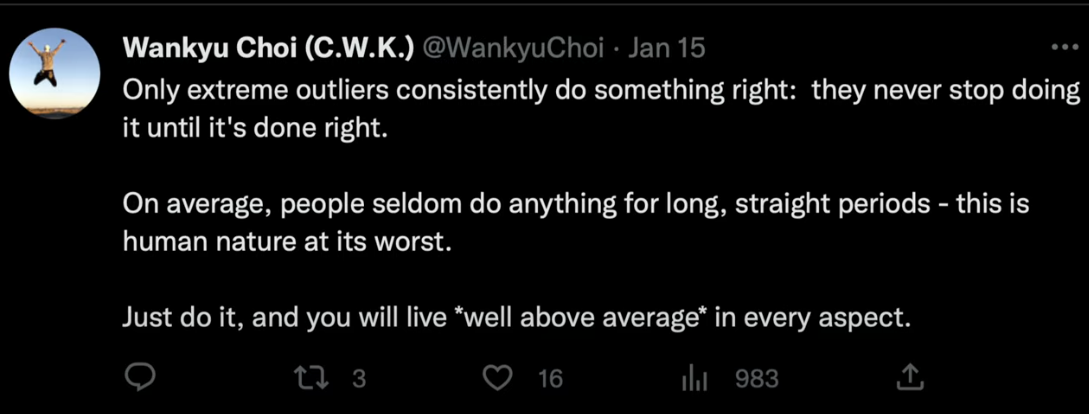 Wankyu Choi (C.W.K.) @WankyuChoi · Jan 15
Only extreme outliers consistently do something right:  they never stop doing
it until it's done right.
On average, people seldom do anything for long, straight periods - this is
human nature at its worst.
Just do it, and you will live *well above average* in every aspect.
3 16 983